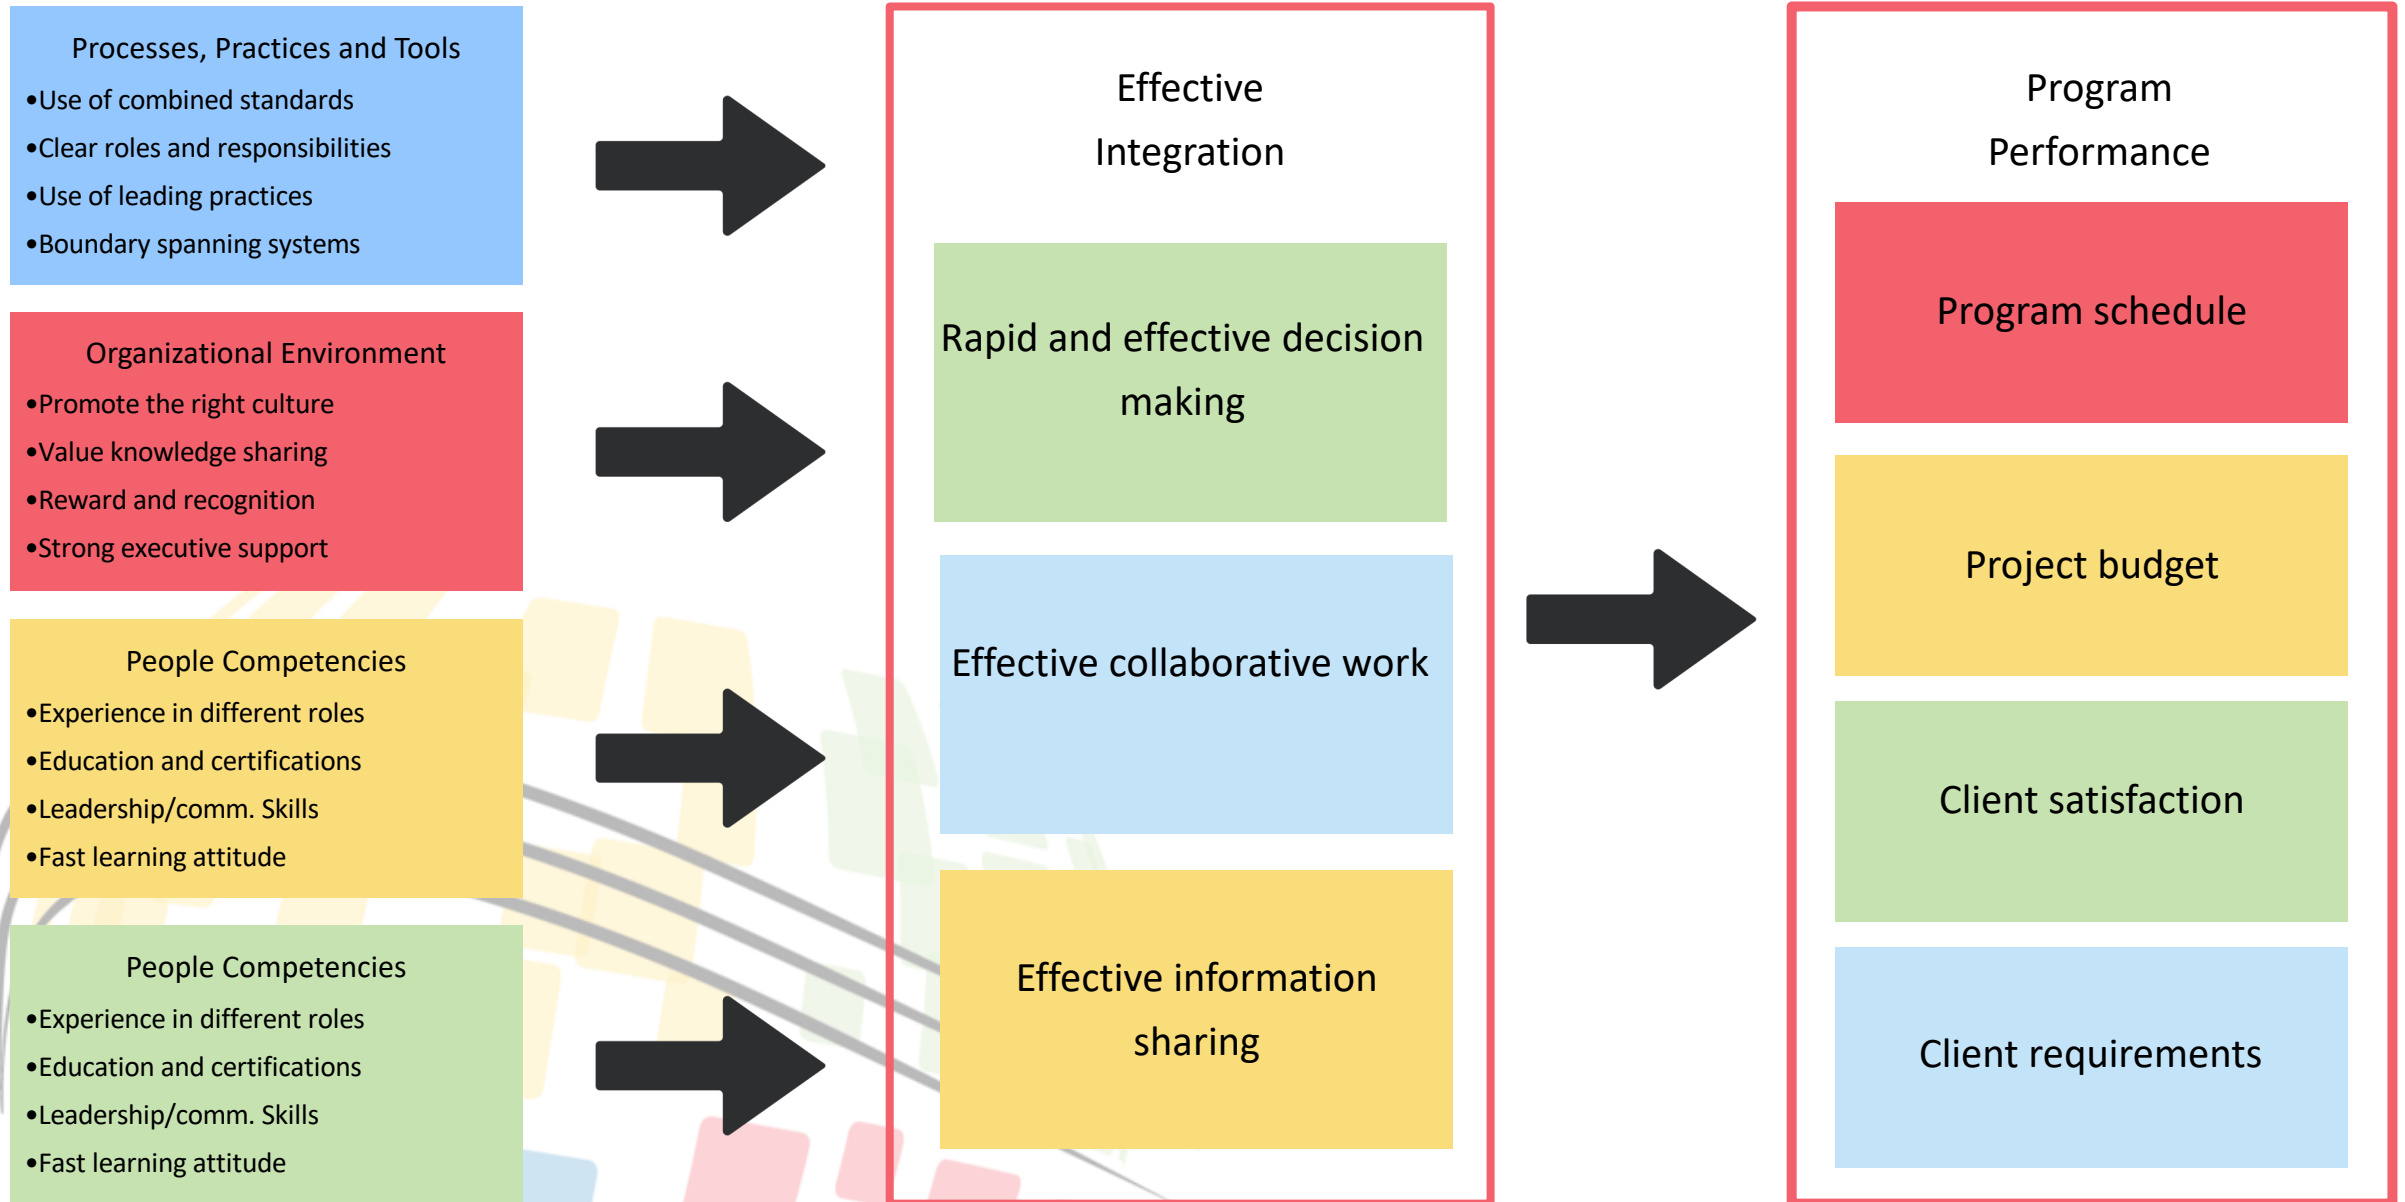 Processes, Practices and Tools
•Use of combined standards
•Clear roles and responsibilities
•Use of leading practices
•Boundary spanning systems
Organizational Environment
•Promote the right culture
•Value knowledge sharing
•Reward and recognition
•Strong executive support
People Competencies
•Experience in different roles
•Education and certifications
•Leadership/comm. Skills
•Fast learning attitude
People Competencies
•Experience in different roles
•Education and certifications
•Leadership/comm. Skills
•Fast learning attitude
Effective
Integration
Rapid and effective decision
making
Effective collaborative work
Effective information
sharing
Program
Performance
Program schedule
Project budget
Client satisfaction
Client requirements